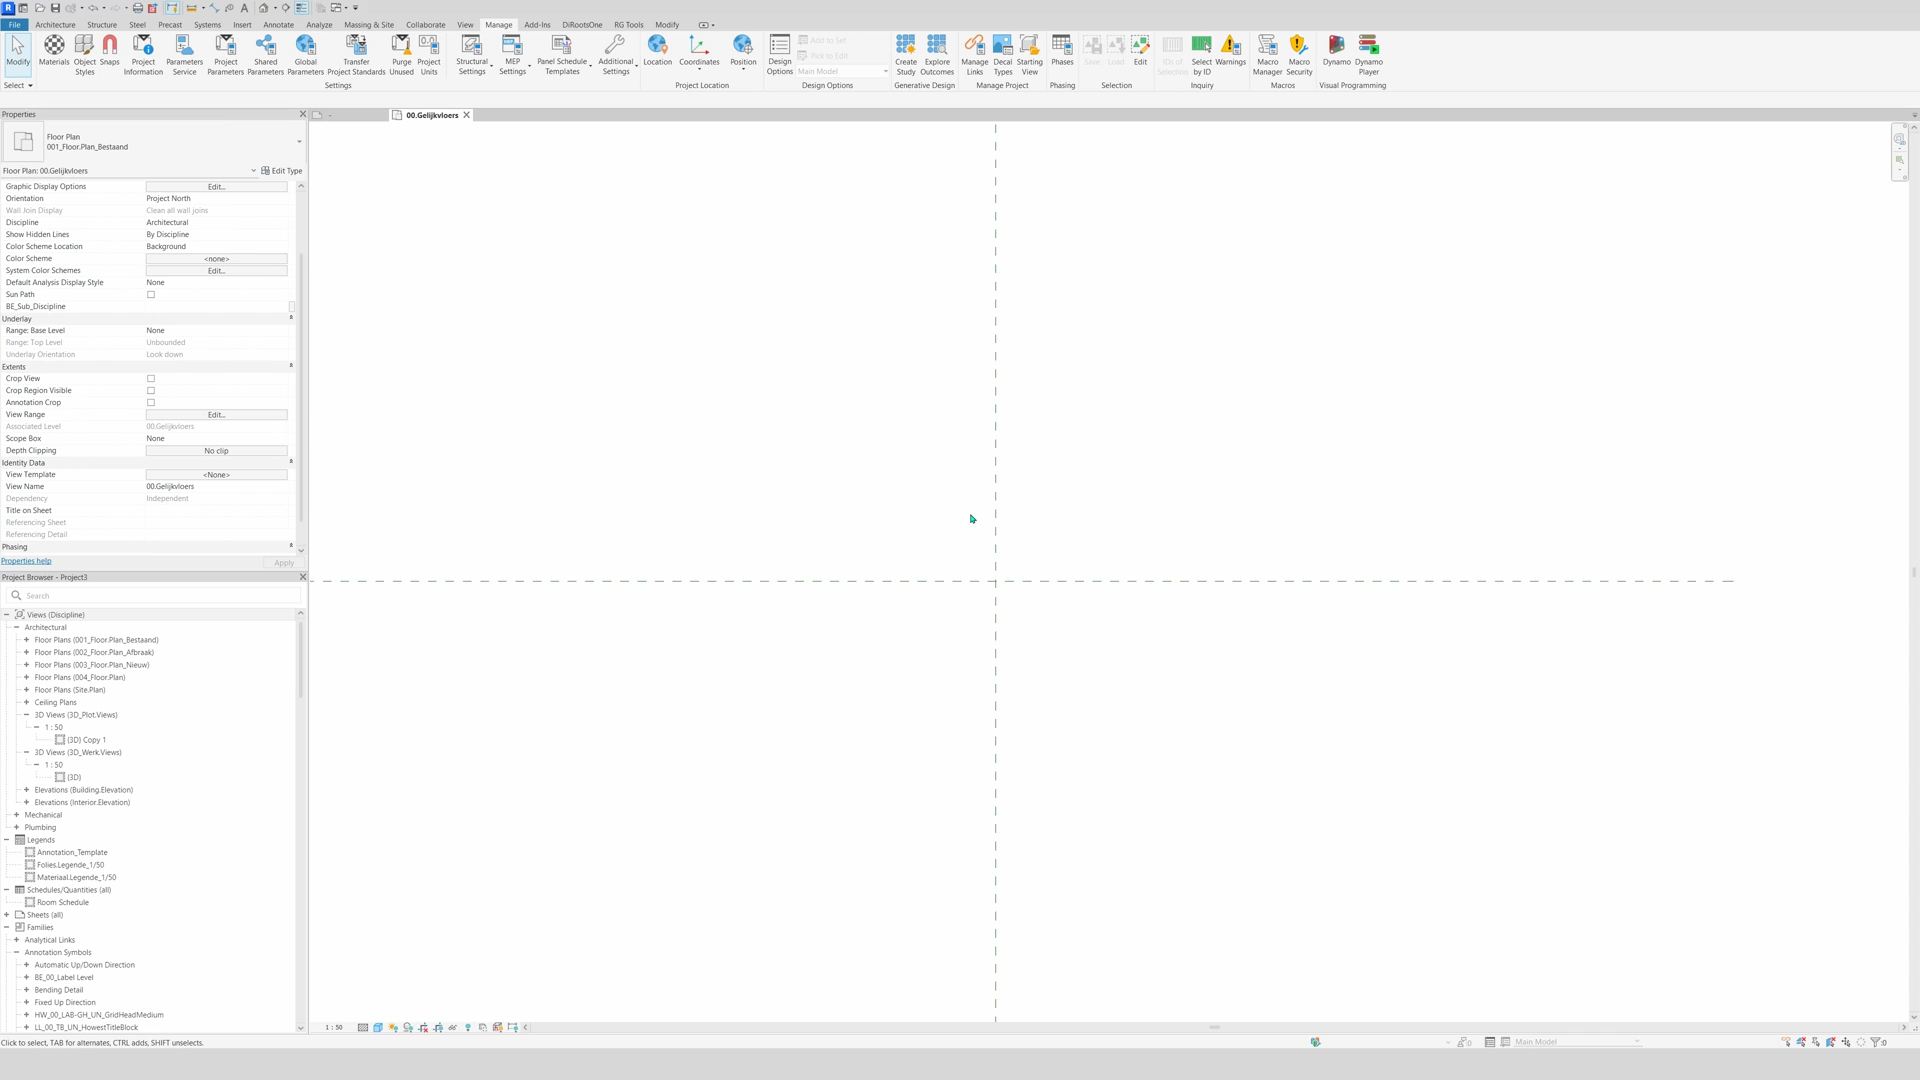 File Architecture Structure Steel Precast Systems Insert Annotate Analyze Massing & Site Collaborate View Manage Add-Ins DiRootsOne RG Tools Modify
Modify Materials Object Styles Snaps Project Information Parameters Service Project Parameters Shared Parameters Global Parameters Transfer Project Standards Purge Unused Project Units Structural Settings MEP Settings Panel Schedule Templates Additional Settings Location Coordinates Position Design Options Add to Set Pick to Edit Main Model Create Study Explore Outcomes Manage Links Decal Types Starting View Phases Save Load Edit IDs of Selection Select by ID Warnings Macro Manager Macro Security Dynamo Dynamo Player
Select Settings Project Location Design Options Generative Design Manage Project Phasing Selection Inquiry Macros Visual Programming
Properties
00.Gelijkvloers
Floor Plan
001_Floor.Plan_Bestaand
Floor Plan: 00.Gelijkvloers Edit Type
Graphic Display Options Edit...
Orientation Project North
Wall Join Display Clean all wall joins
Discipline Architectural
Show Hidden Lines By Discipline
Color Scheme Location Background
Color Scheme <none>
System Color Schemes Edit...
Default Analysis Display Style None
Sun Path
BE_Sub_Discipline
Underlay
Range: Base Level None
Range: Top Level Unbounded
Underlay Orientation Look down
Extents
Crop View
Crop Region Visible
Annotation Crop
View Range Edit...
Associated Level 00.Gelijkvloers
Scope Box None
Depth Clipping No clip
Identity Data
View Template <None>
View Name 00.Gelijkvloers
Dependency Independent
Title on Sheet
Referencing Sheet
Referencing Detail
Phasing
Properties help Apply
Project Browser - Project3
Search
Views (Discipline)
Architectural
Floor Plans (001_Floor.Plan_Bestaand)
Floor Plans (002_Floor.Plan_Afbraak)
Floor Plans (003_Floor.Plan_Nieuw)
Floor Plans (004_Floor.Plan)
Floor Plans (Site.Plan)
Ceiling Plans
3D Views (3D_Plot.Views)
1 : 50
(3D) Copy 1
3D Views (3D_Werk.Views)
1 : 50
(3D)
Elevations (Building.Elevation)
Elevations (Interior.Elevation)
Mechanical
Plumbing
Legends
Annotation_Template
Folies.Legende_1/50
Materiaal.Legende_1/50
Schedules/Quantities (all)
Room Schedule
Sheets (all)
Families
Analytical Links
Annotation Symbols
Automatic Up/Down Direction
BE_00_Label Level
Bending Detail
Fixed Up Direction
HW_00_LAB-GH_UN_GridHeadMedium
LL_00_TB_UN_HowestTitleBlock
1 : 50
Click to select, TAB for alternates, CTRL adds, SHIFT unselects. :0 Main Model :0